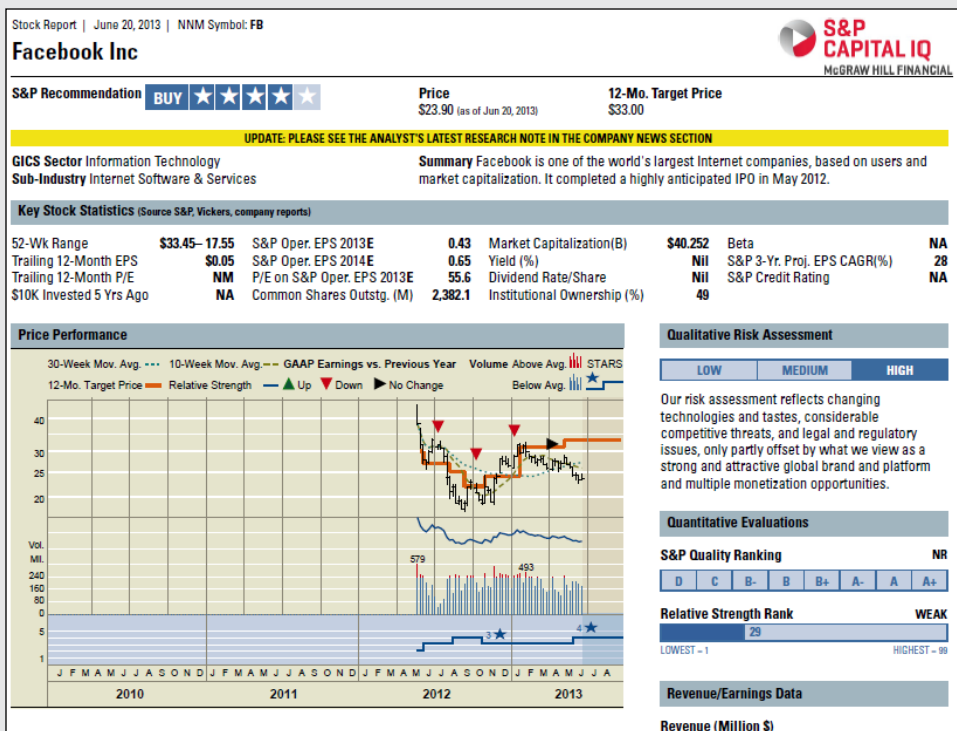 Stock Report | June 20, 2013 | NNM Symbol: FB
Facebook Inc
S&P
CAPITAL IQ
McGRAW HILL FINANCIAL
S&P Recommendation BUY
Price
$23.90 (as of Jun 20, 2013)
12-Mo. Target Price
$33.00
UPDATE: PLEASE SEE THE ANALYST'S LATEST RESEARCH NOTE IN THE COMPANY NEWS SECTION
GICS Sector Information Technology
Sub-Industry Internet Software & Services
Summary Facebook is one of the world's largest Internet companies, based on users and
market capitalization. It completed a highly anticipated IPO in May 2012.
Key Stock Statistics (Source S&P, Vickers, company reports)
52-Wk Range $33.45–17.55 S&P Oper. EPS 2013E 0.43 Market Capitalization(B) $40.252 Beta NA
Trailing 12-Month EPS $0.05 S&P Oper. EPS 2014E 0.65 Yield (%) Nil S&P 3-Yr. Proj. EPS CAGR(%) 28
Trailing 12-Month P/E NM P/E on S&P Oper. EPS 2013E 55.6 Dividend Rate/Share Nil S&P Credit Rating NA
$10K Invested 5 Yrs Ago NA Common Shares Outstg. (M) 2,382.1 Institutional Ownership (%) 49
Price Performance
30-Week Mov. Avg. 10-Week Mov. Avg. GAAP Earnings vs. Previous Year Volume Above Avg. STARS
12-Mo. Target Price Relative Strength Up Down No Change Below Avg.
40
30
25
20
Vol.
Mil.
579
493
240
160
80
0
5
3
4
1
J F M A M J J A S O N D J F M A M J J A S O N D J F M A M J J A S O N D J F M A M J J A
2010 2011 2012 2013
Qualitative Risk Assessment
LOW MEDIUM HIGH
Our risk assessment reflects changing
technologies and tastes, considerable
competitive threats, and legal and regulatory
issues, only partly offset by what we view as a
strong and attractive global brand and platform
and multiple monetization opportunities.
Quantitative Evaluations
S&P Quality Ranking NR
D C B- B B+ A- A A+
Relative Strength Rank WEAK
29
LOWEST = 1 HIGHEST = 99
Revenue/Earnings Data
Revenue (Million $)